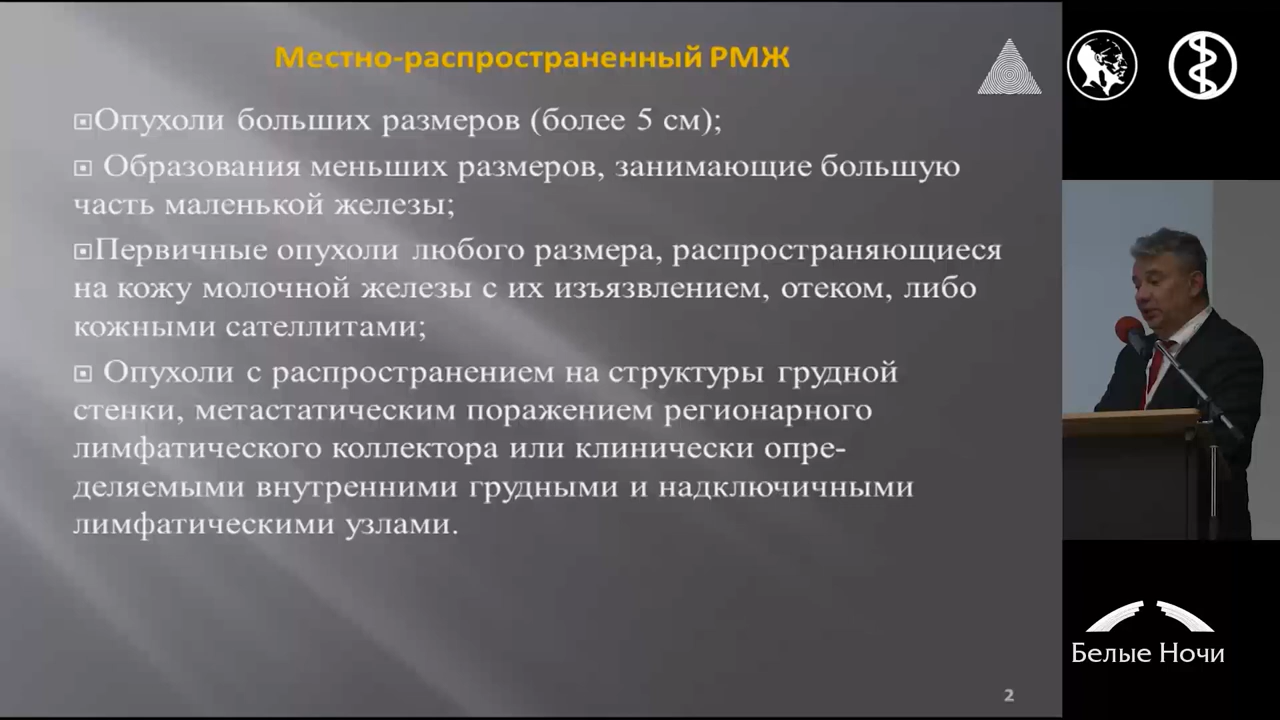 Местно-распространенный РМЖ
Опухоли больших размеров (более 5 см);
Образования меньших размеров, занимающие большую
часть маленькой железы;
Первичные опухоли любого размера, распространяющиеся
на кожу молочной железы с их изъязвлением, отеком, либо
кожными сателлитами;
Опухоли с распространением на структуры грудной
стенки, метастатическим поражением регионарного
лимфатического коллектора или клинически опре-
деляемыми внутренними грудными и надключичными
лимфатическими узлами.
2
Белые Ночи